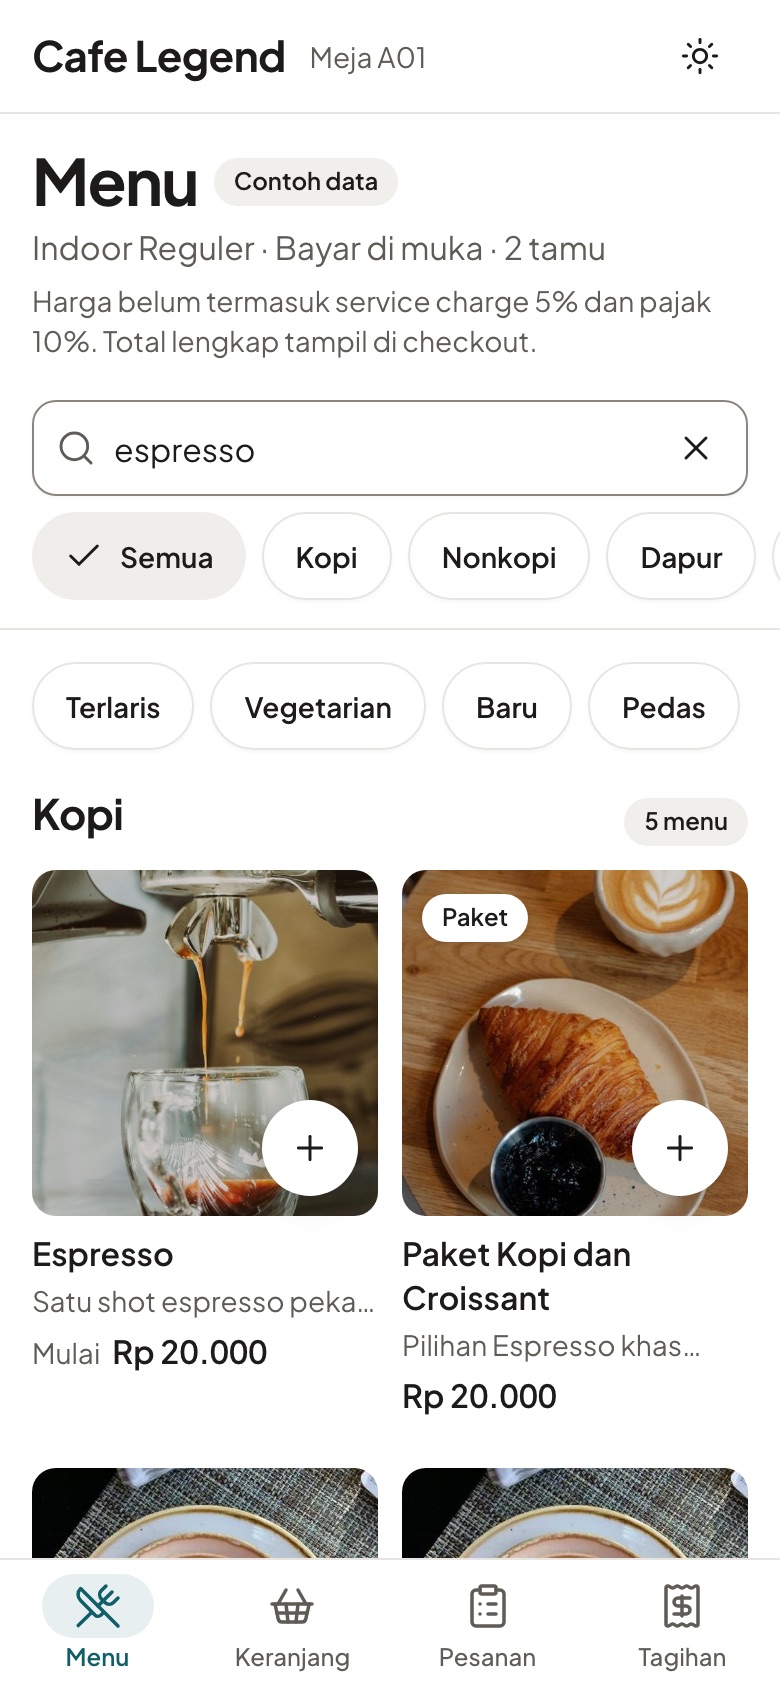 Cafe Legend Meja A01
Menu Contoh data
Indoor Reguler · Bayar di muka · 2 tamu
Harga belum termasuk service charge 5% dan pajak
10%. Total lengkap tampil di checkout.
espresso
Semua Kopi Nonkopi Dapur
Terlaris Vegetarian Baru Pedas
Kopi 5 menu
Paket
Espresso
Satu shot espresso peka...
Mulai Rp 20.000
Paket Kopi dan
Croissant
Pilihan Espresso khas...
Rp 20.000
Menu Keranjang Pesanan Tagihan